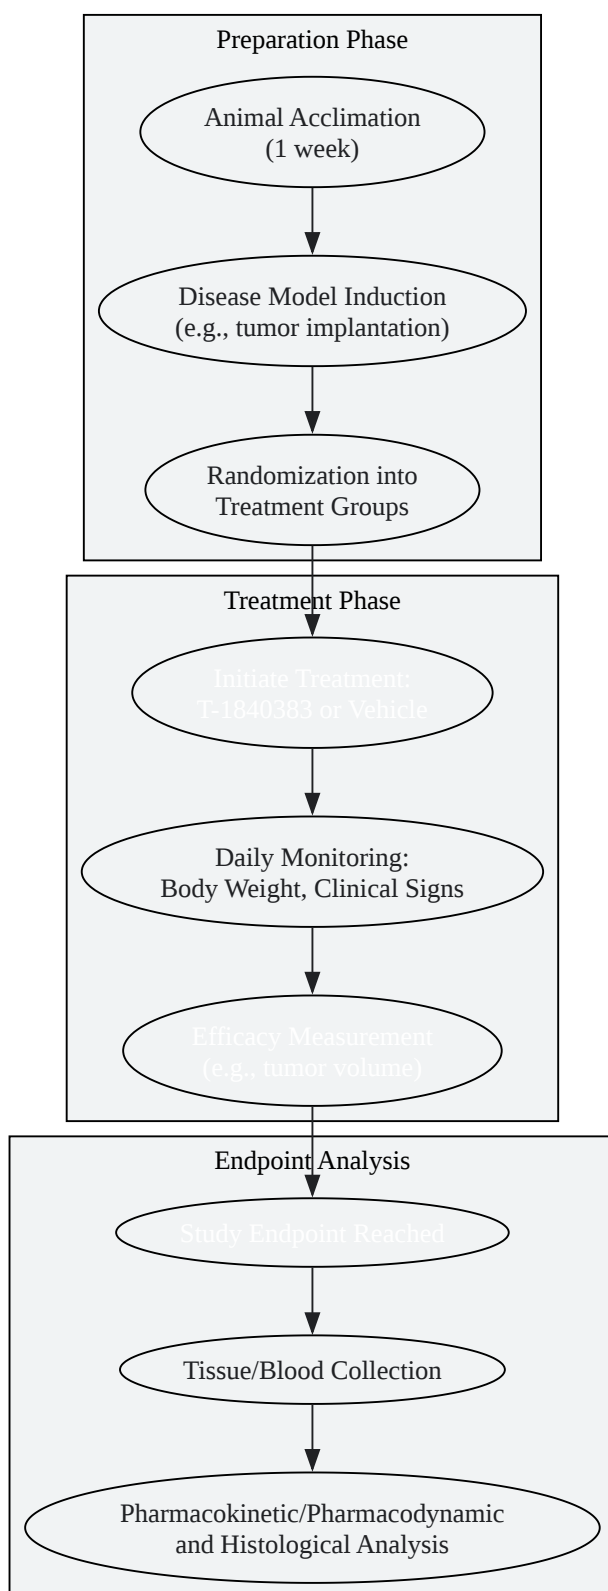 Preparation Phase
Animal Acclimation
(1 week)
Disease Model Induction
(e.g., tumor implantation)
Randomization into
Treatment Groups
Treatment Phase
Initiate Treatment:
T-1840383 or Vehicle
Daily Monitoring:
Body Weight, Clinical Signs
Efficacy Measurement
(e.g., tumor volume)
Endpoint Analysis
Study Endpoint Reached
Tissue/Blood Collection
Pharmacokinetic/Pharmacodynamic
and Histological Analysis